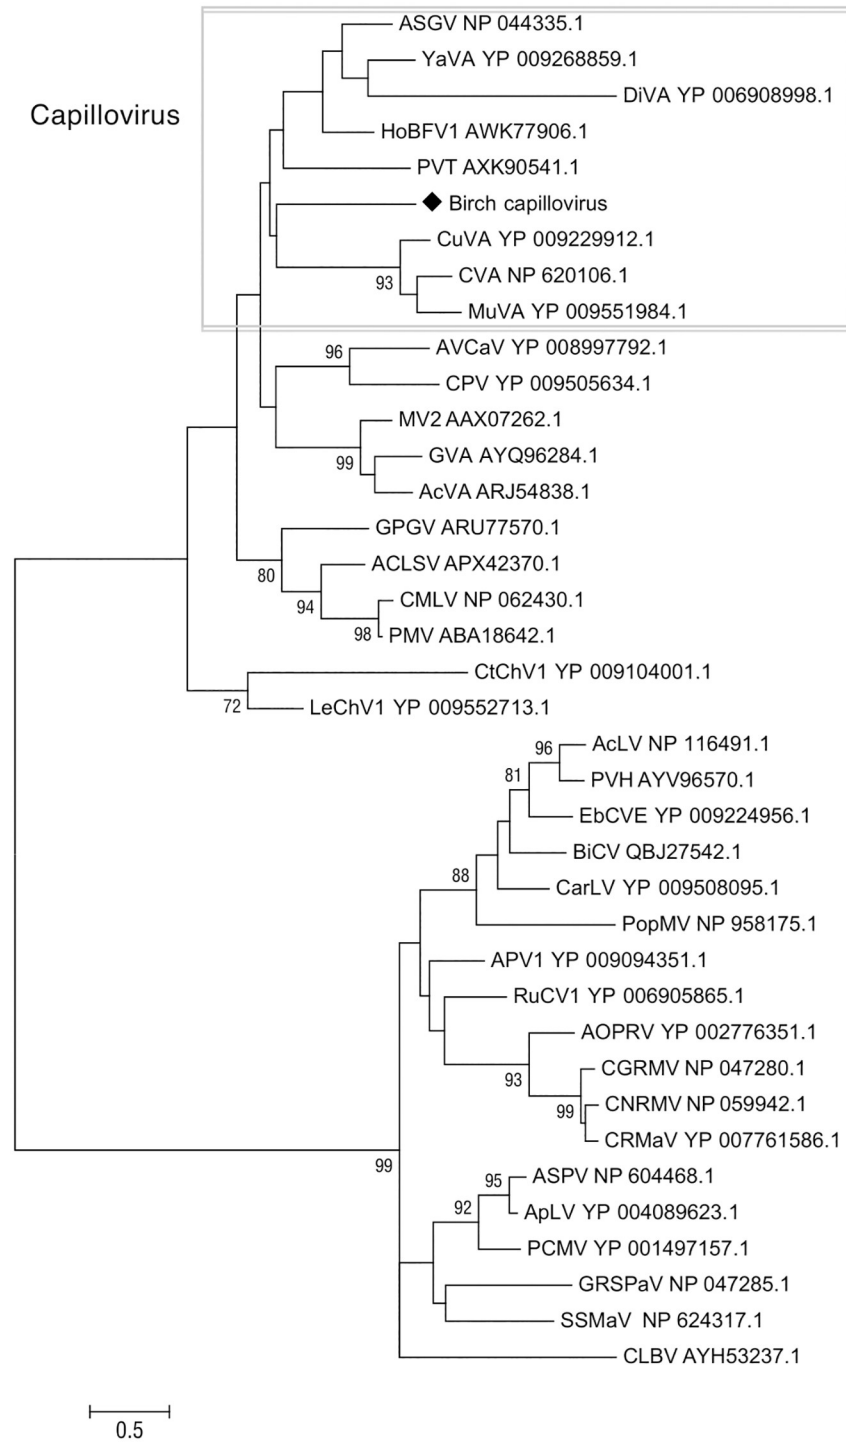 ASGV NP 044335.1
YaVA YP 009268859.1
DiVA YP 006908998.1
Capillovirus
HoBFV1 AWK77906.1
PVT AXK90541.1
Birch capillovirus
CuVA YP 009229912.1
93
CVA NP 620106.1
MuVA YP 009551984.1
AVCaV YP 008997792.1
96
CPV YP 009505634.1
MV2 AAX07262.1
GVA AYQ96284.1
99
AcVA ARJ54838.1
GPGV ARU77570.1
80
ACLSV APX42370.1
94
CMLV NP 062430.1
98
PMV ABA18642.1
CtChV1 YP 009104001.1
72
LeChV1 YP 009552713.1
96
AcLV NP 116491.1
81
PVH AYV96570.1
EbCVE YP 009224956.1
BiCV QBJ27542.1
88
CarLV YP 009508095.1
PopMV NP 958175.1
APV1 YP 009094351.1
RuCV1 YP 006905865.1
AOPRV YP 002776351.1
93
CGRMV NP 047280.1
99
CNRMV NP 059942.1
CRMaV YP 007761586.1
99
95
ASPV NP 604468.1
92
ApLV YP 004089623.1
PCMV YP 001497157.1
GRSPaV NP 047285.1
SSMaV NP 624317.1
CLBV AYH53237.1
0.5